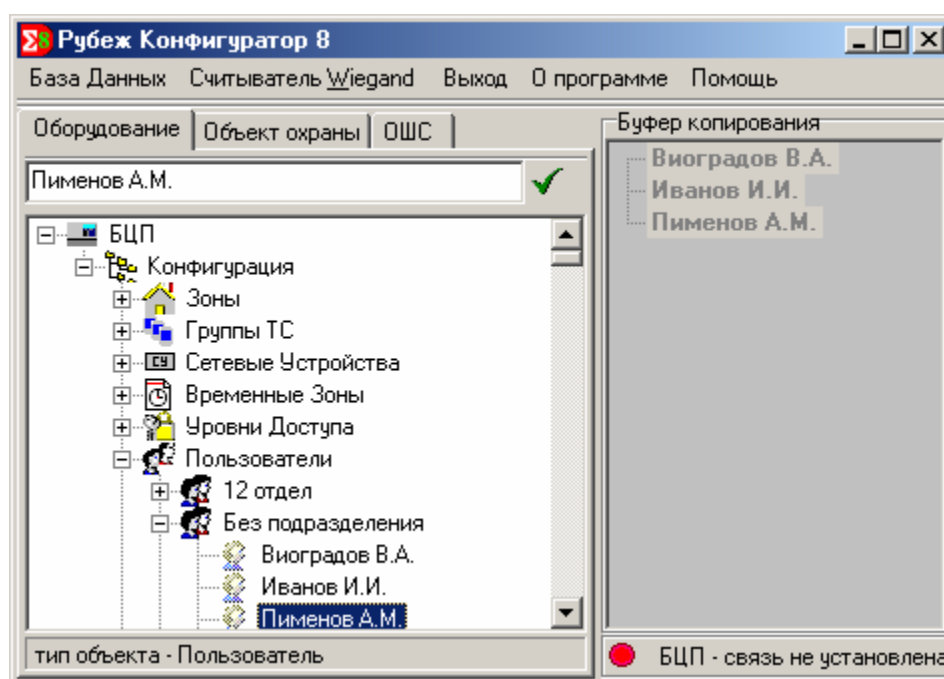 Рубеж Конфигуратор 8
База Данных Считыватель Wiegand Выход О программе Помощь
Оборудование Объект охраны ОШС
Пименов А.М.
БЦП
Конфигурация
Зоны
Группы ТС
СУ Сетевые Устройства
Временные Зоны
Уровни Доступа
Пользователи
12 отдел
Без подразделения
Виоградов В.А.
Иванов И.И.
Пименов А.М.
тип объекта - Пользователь
Буфер копирования
Виоградов В.А.
Иванов И.И.
Пименов А.М.
БЦП - связь не установлена